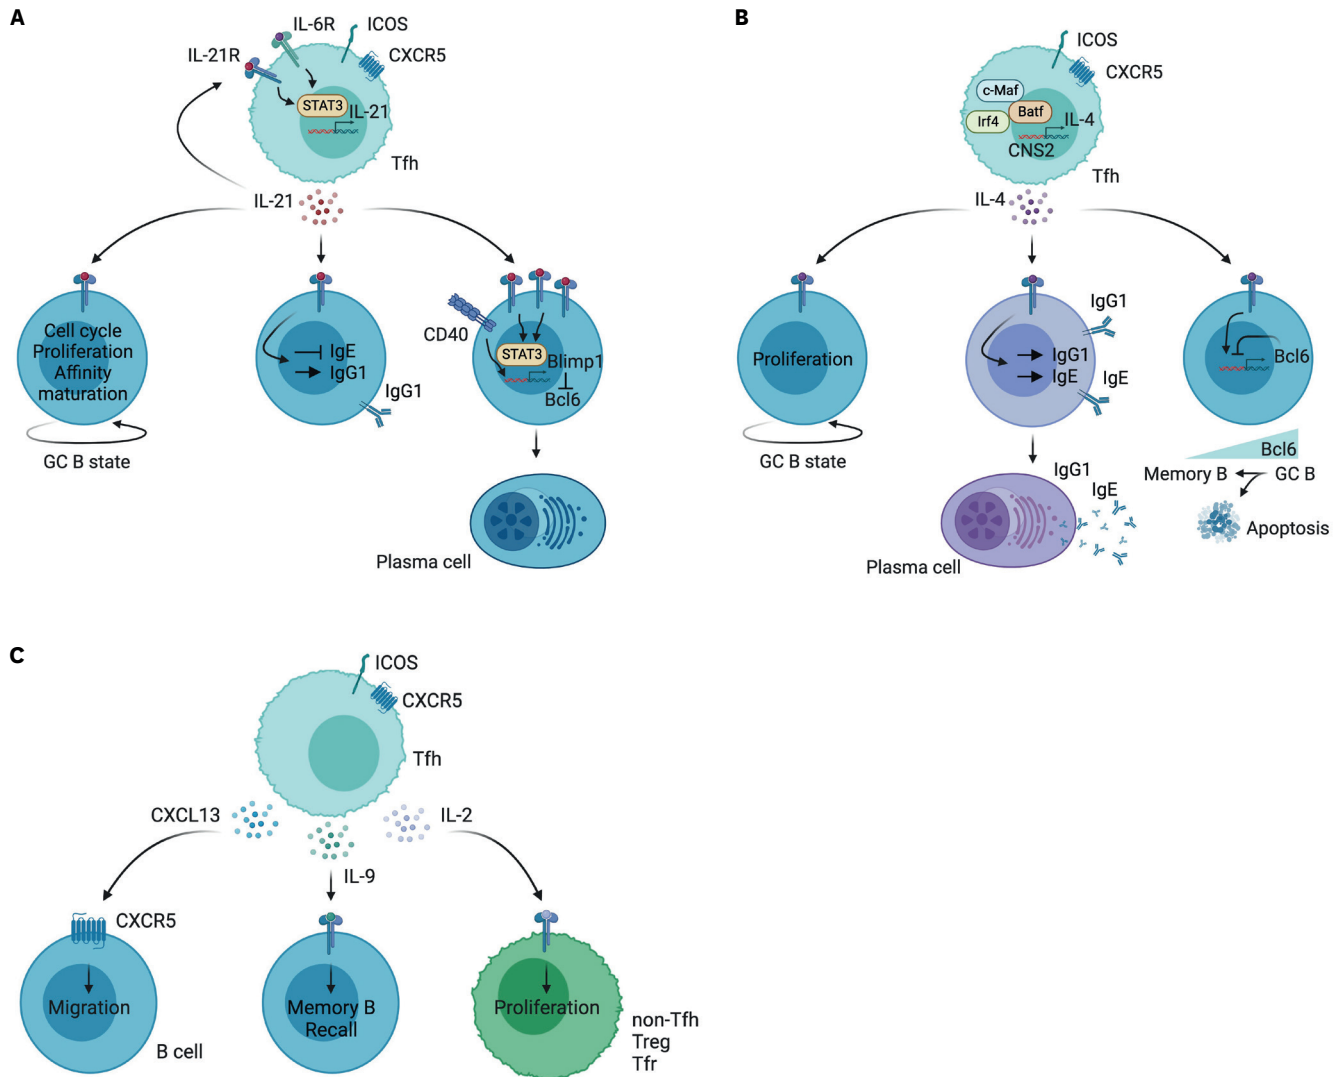 A
IL-6R
ICOS
IL-21R
CXCR5
STAT3
IL-21
Tfh
IL-21
Cell cycle
Proliferation
Affinity
maturation
GC B state
IgE
IgG1
IgG1
CD40
STAT3
Blimp1
Bcl6
Plasma cell
B
ICOS
CXCR5
c-Maf
Batf
Irf4
IL-4
CNS2
Tfh
IL-4
Proliferation
GC B state
IgG1
IgG1
IgE
IgE
IgG1
IgE
Plasma cell
Bcl6
Bcl6
Memory B
GC B
Apoptosis
C
ICOS
CXCR5
Tfh
CXCL13
IL-2
IL-9
CXCR5
Migration
B cell
Memory B
Recall
Proliferation
non-Tfh
Treg
Tfr